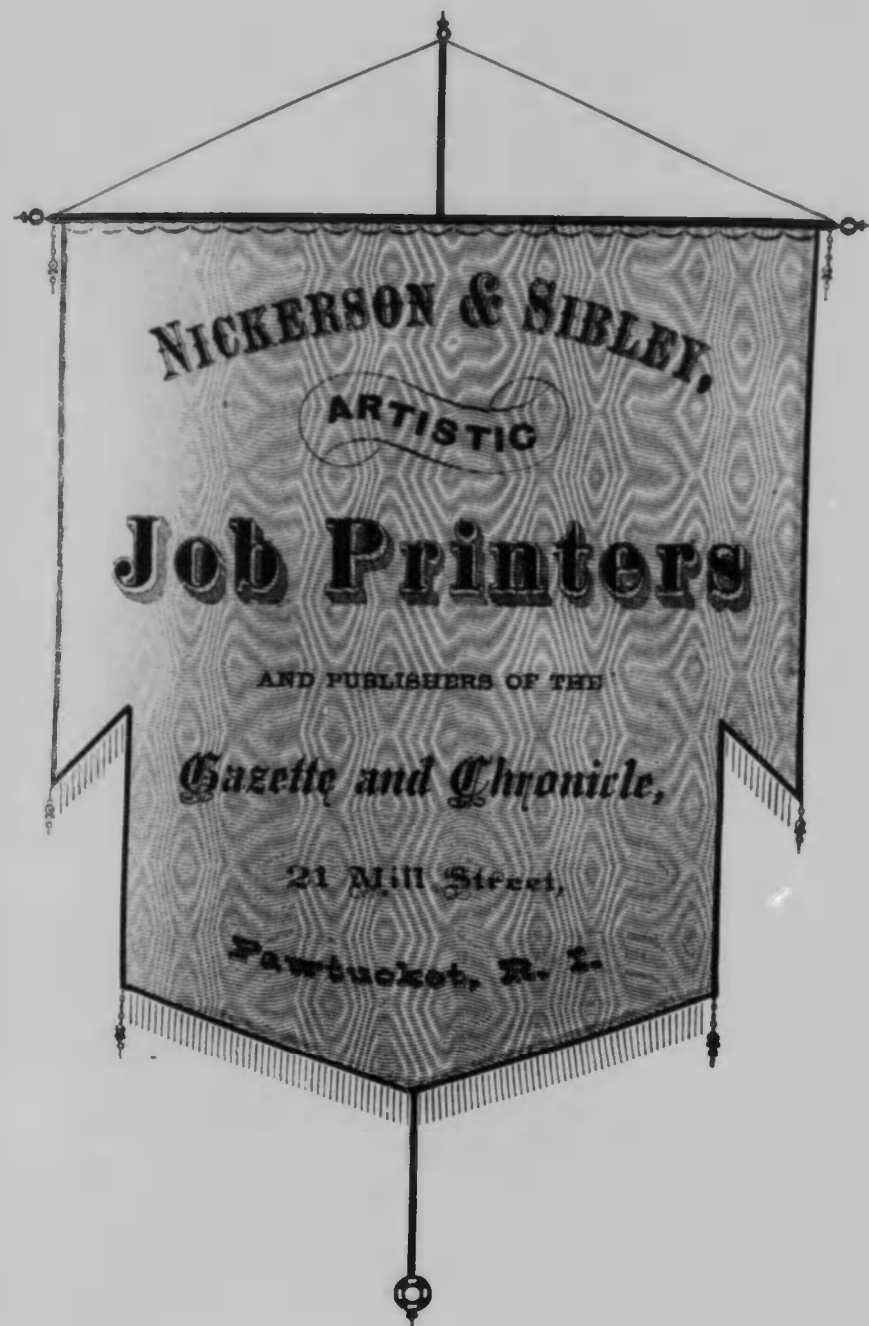 NICKERSON & SIBLEY,
ARTISTIC
Job Printers
AND PUBLISHERS OF THE
Gazette and Chronicle,
21 Mill Street,
Pawtucket, R. I.